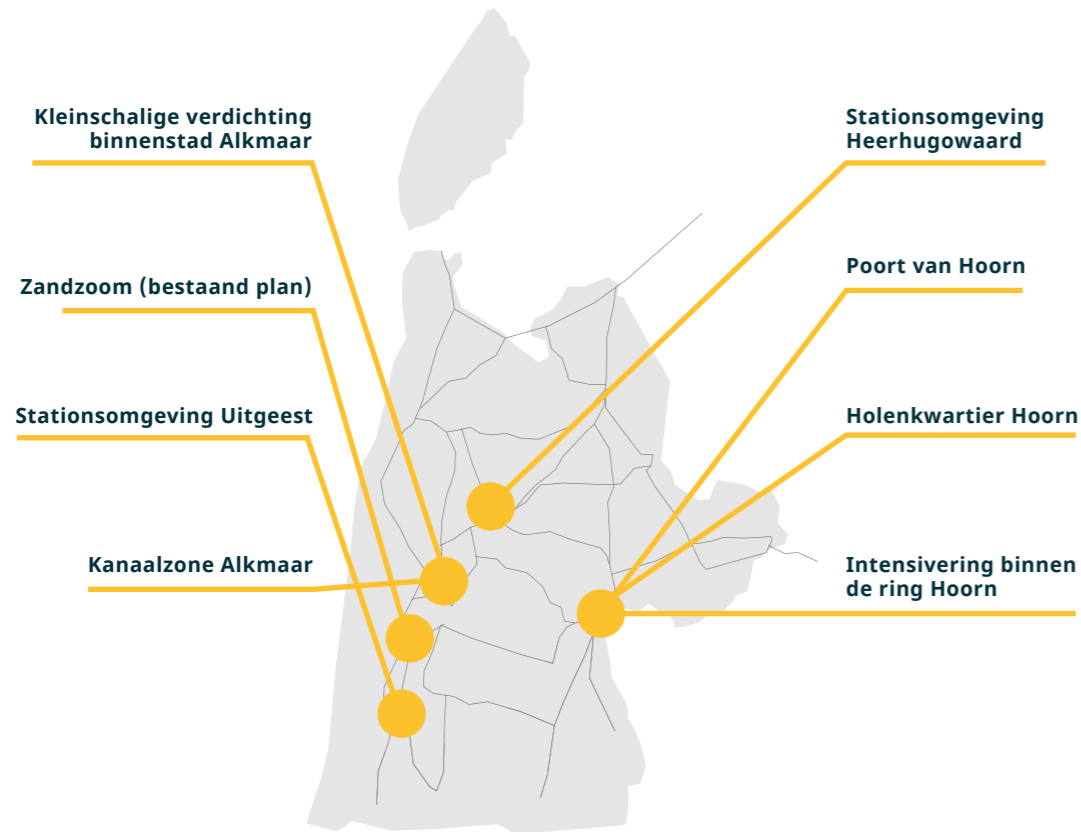 Kleinschalige verdichting
binnenstad Alkmaar
Zandzoom (bestaand plan)
Stationsomgeving Uitgeest
Kanaalzone Alkmaar
Stationsomgeving
Heerhugowaard
Poort van Hoorn
Holenkwartier Hoorn
Intensivering binnen
de ring Hoorn